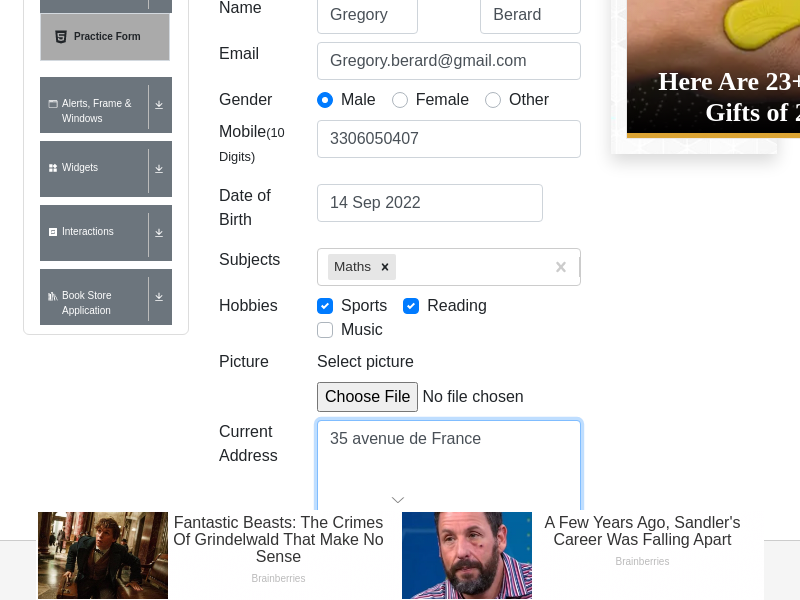 Practice Form
Alerts, Frame &
Windows
Widgets
Interactions
Book Store
Application
Name
Gregory
Berard
Email
Gregory.berard@gmail.com
Gender
Male
Female
Other
Mobile(10
Digits)
3306050407
Date of
Birth
14 Sep 2022
Subjects
Maths
Hobbies
Sports
Reading
Music
Picture
Select picture
Choose File No file chosen
Current
Address
35 avenue de France
Here Are 23+
Gifts of 2
Fantastic Beasts: The Crimes
Of Grindelwald That Make No
Sense
Brainberries
A Few Years Ago, Sandler's
Career Was Falling Apart
Brainberries